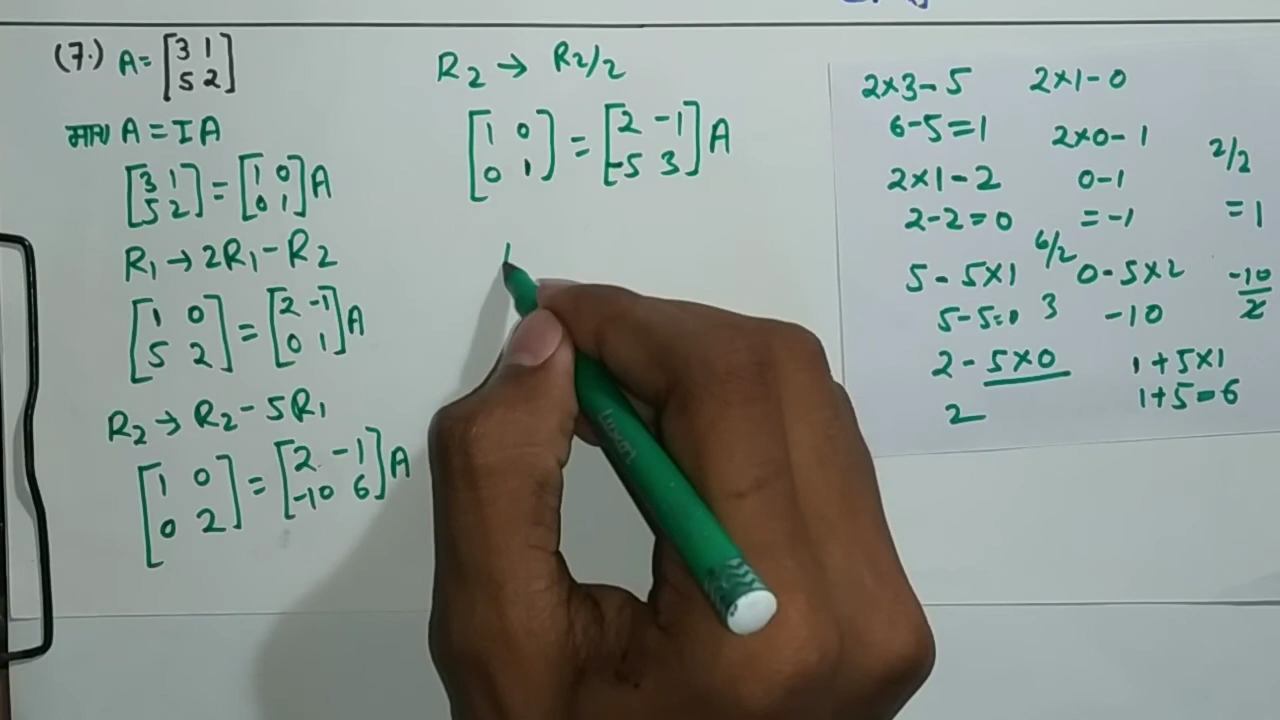 (7.) A = [3 1
5 2]
माना A = IA
[3 1
5 2] = [1 0
0 1] A
R1 → 2R1 - R2
[1 0
5 2] = [2 -1
0 1] A
R2 → R2 - 5R1
[1 0
0 2] = [2 -1
-10 6] A
R2 → R2/2
[1 0
0 1] = [2 -1
-5 3] A
2×3-5
6-5=1
2×1-2
2-2=0
5-5×1
5-5=0
2-5×0
2
6/2
3
2×1-0
2×0-1
0-1
=-1
0-5×2
-10
1+5×1
1+5=6
2/2
=1
-10
2
Luxor